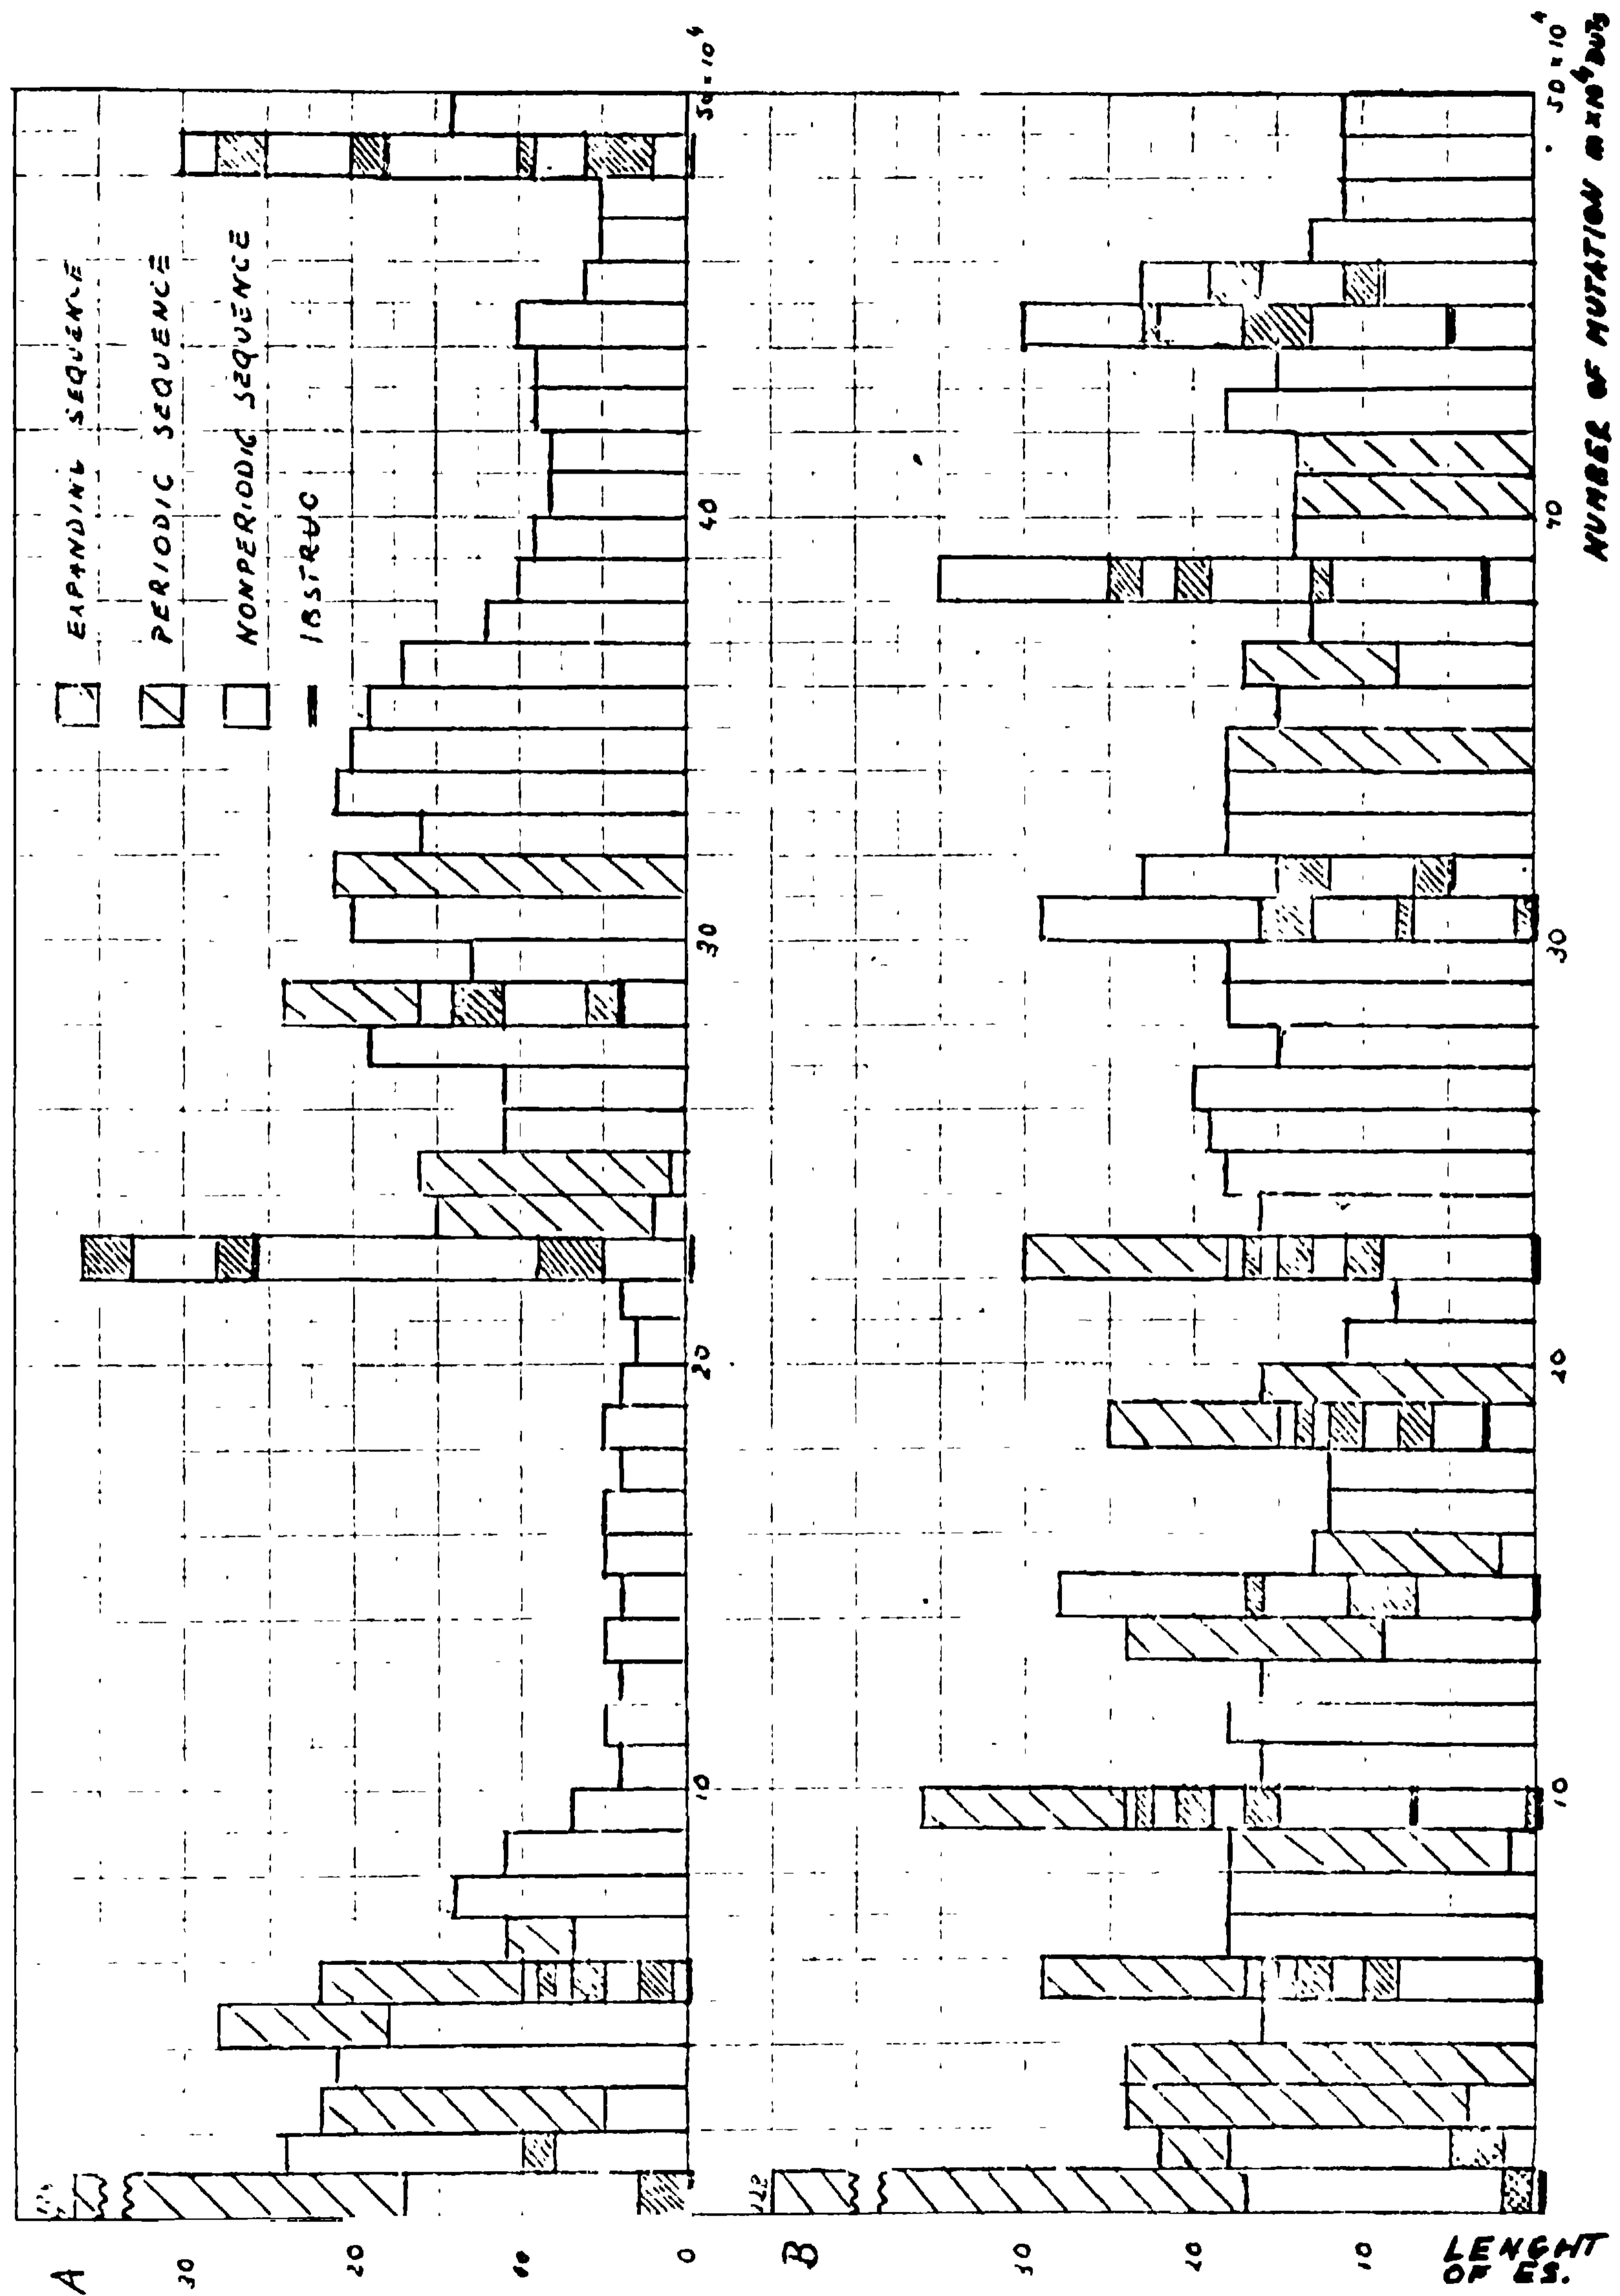 A
EXPANDING SEQUENCE
PERIODIC SEQUENCE
NONPERIODIC SEQUENCE
IBSTRUC
30
20
10
0
10
20
30
40
50×10⁴
B
30
20
10
10
20
30
40
50×10⁴
LENGHT
OF ES.
NUMBER OF MUTATION